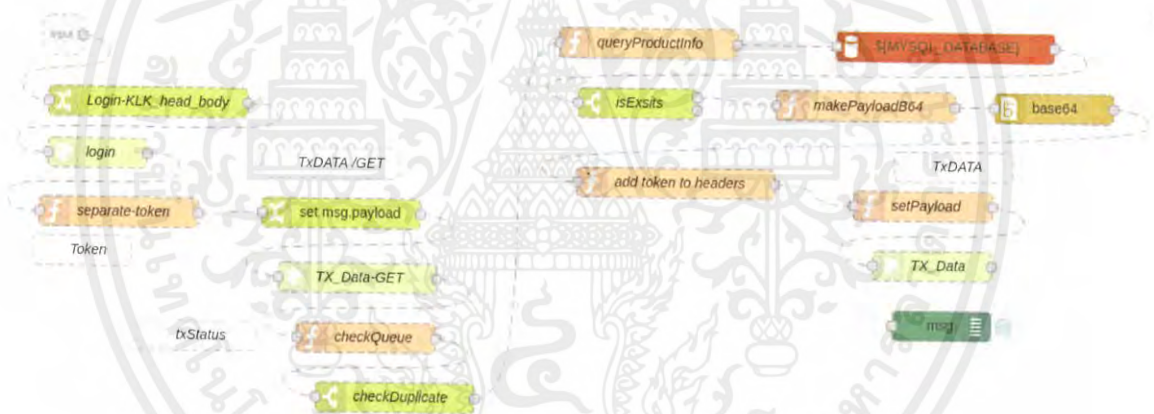 input
Login-KLK_head_body
login
separate-token
Token
TxDATA /GET
set msg.payload
TX_Data-GET
txStatus
checkQueue
checkDuplicate
queryProductInfo
${MYSQL_DATABASE}
isExsits
makePayloadB64
base64
add token to headers
TxDATA
setPayload
TX_Data
msg